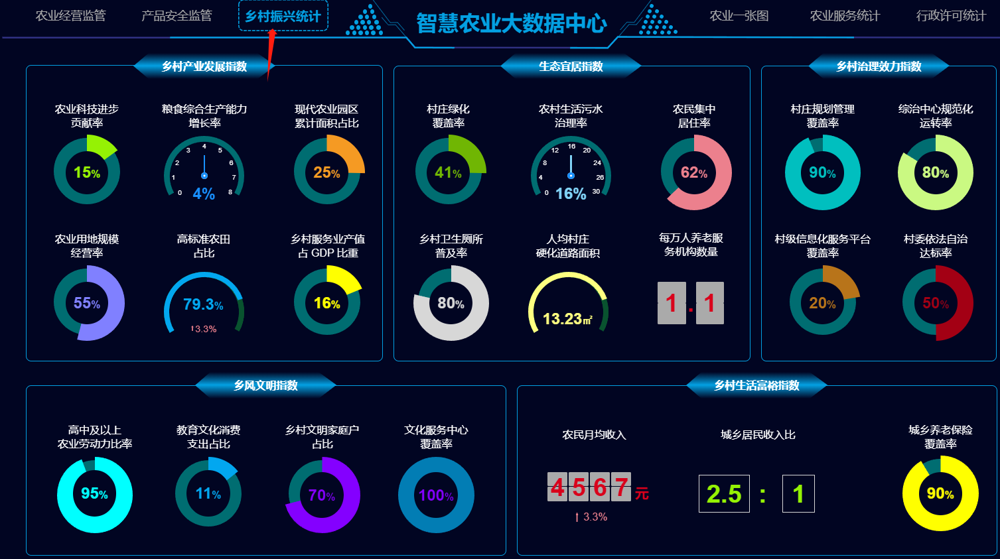 农业经营监管
产品安全监管
乡村振兴统计
智慧农业大数据中心
农业一张图
农业服务统计
行政许可统计
乡村产业发展指数
农业科技进步
贡献率
15%
粮食综合生产能力
增长率
0 1 2 3 4 5 6 7 8
4%
现代农业园区
累计面积占比
25%
农业用地规模
经营率
55%
高标准农田
占比
79.3%
↑3.3%
乡村服务业产值
占 GDP 比重
16%
生态宜居指数
村庄绿化
覆盖率
41%
农村生活污水
治理率
0 4 8 12 16 20 24 26 30
16%
农民集中
居住率
62%
乡村卫生厕所
普及率
80%
人均村庄
硬化道路面积
13.23㎡
每万人养老服
务机构数量
1.1
乡村治理效力指数
村庄规划管理
覆盖率
90%
综治中心规范化
运转率
80%
村级信息化服务平台
覆盖率
20%
村委依法自治
达标率
50%
乡风文明指数
高中及以上
农业劳动力比率
95%
教育文化消费
支出占比
11%
乡村文明家庭户
占比
70%
文化服务中心
覆盖率
100%
乡村生活富裕指数
农民月均收入
4567元
↑ 3.3%
城乡居民收入比
2.5 : 1
城乡养老保险
覆盖率
90%